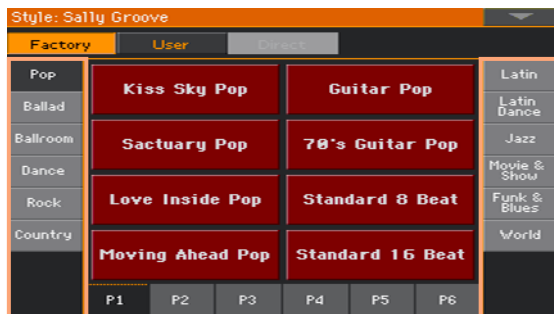 Style: Sally Groove
Factory User Direct
Pop
Ballad
Ballroom
Dance
Rock
Country
Kiss Sky Pop Guitar Pop
Sactuary Pop 70's Guitar Pop
Love Inside Pop Standard 8 Beat
Moving Ahead Pop Standard 16 Beat
Latin
Latin
Dance
Jazz
Movie &
Show
Funk &
Blues
World
P1 P2 P3 P4 P5 P6